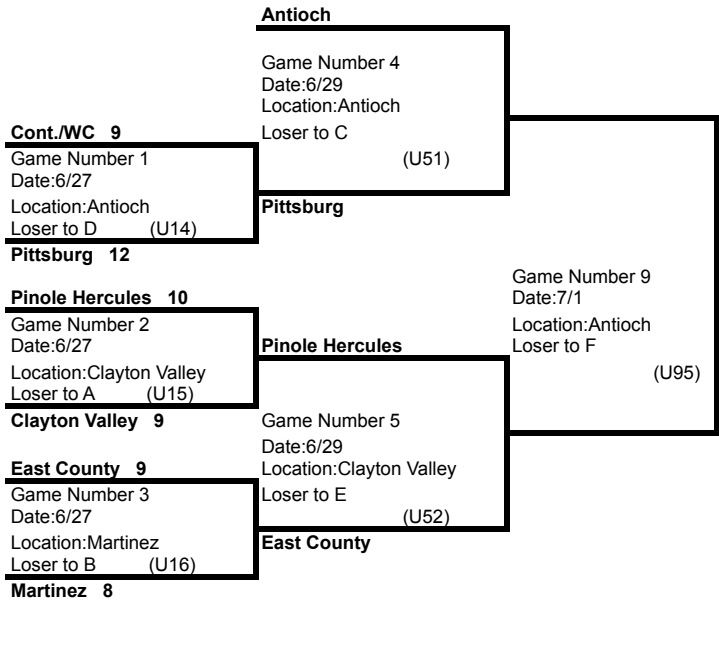 Antioch
Game Number 4
Date:6/29
Location:Antioch
Loser to C
(U51)
Cont./WC 9
Game Number 1
Date:6/27
Location:Antioch
Loser to D (U14)
Pittsburg 12
Pittsburg
Game Number 9
Date:7/1
Location:Antioch
Loser to F
(U95)
Pinole Hercules 10
Game Number 2
Date:6/27
Location:Clayton Valley
Loser to A (U15)
Clayton Valley 9
Pinole Hercules
Game Number 5
Date:6/29
Location:Clayton Valley
Loser to E
(U52)
East County 9
Game Number 3
Date:6/27
Location:Martinez
Loser to B (U16)
Martinez 8
East County